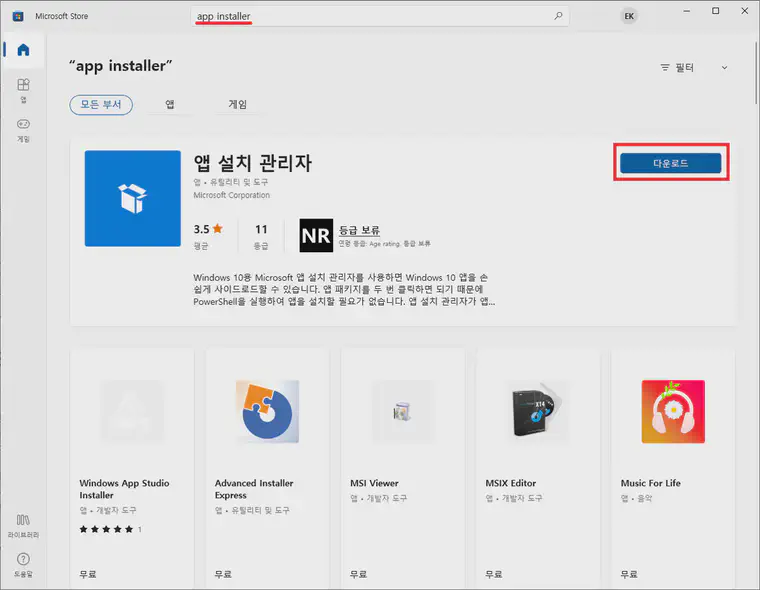 Microsoft Store
app installer
EK
"app installer"
필터
모든 부서
앱
게임
앱
게임
앱 설치 관리자
앱 • 유틸리티 및 도구
Microsoft Corporation
다운로드
3.5
평균
11
등급
NR
등급 보류
연령 등급: Age rating, 등급 보류
Windows 10용 Microsoft 앱 설치 관리자를 사용하면 Windows 10 앱을 손
쉽게 사이드로드할 수 있습니다. 앱 패키지를 두 번 클릭하면 되기 때문에
PowerShell을 실행하여 앱을 설치할 필요가 없습니다. 앱 설치 관리자가 앱...
Windows App Studio
Installer
앱 • 개발자 도구
1
무료
Advanced Installer
Express
앱 • 유틸리티 및 도구
무료
MSI Viewer
앱 • 개발자 도구
무료
X14
MSIX Editor
앱 • 개발자 도구
무료
Music For Life
앱 • 음악
무료
라이브러리
도움말